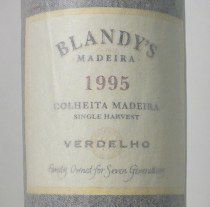 BLANDY'S
MADEIRA
1995
COLHEITA MADEIRA
SINGLE HARVEST
VERDELHO
Family Owned for Seven Generations